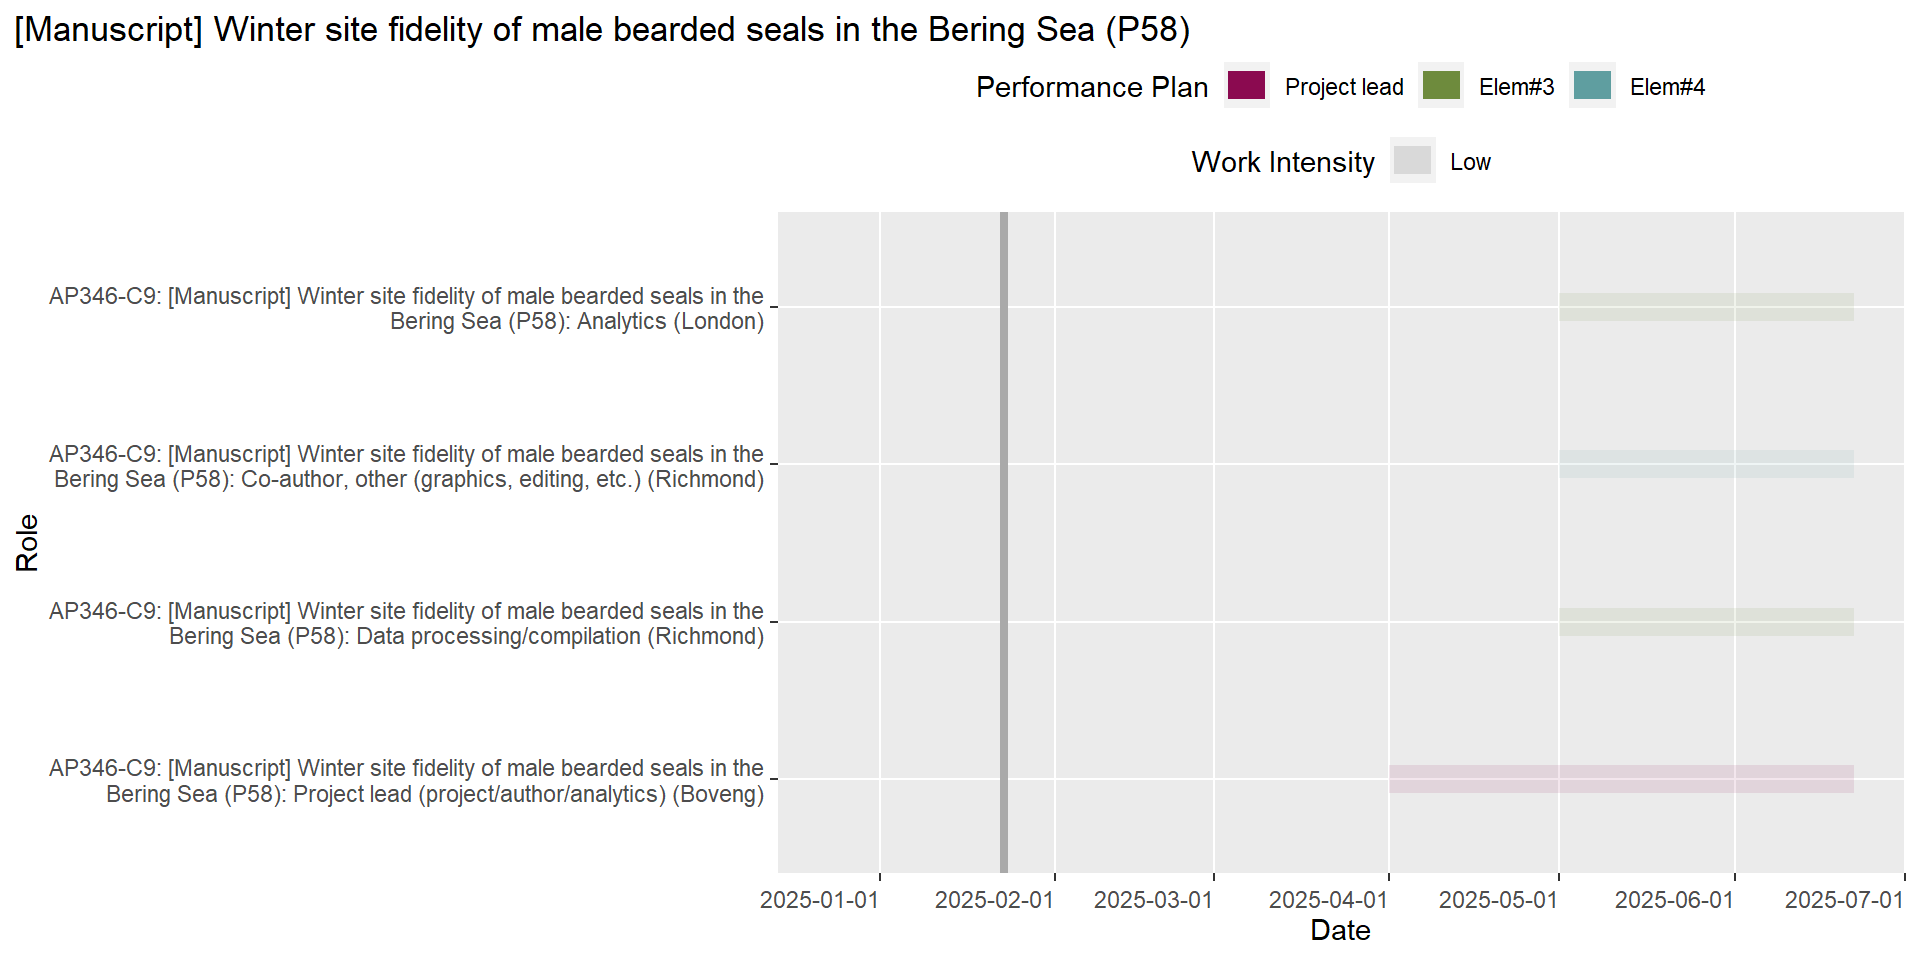 [Manuscript] Winter site fidelity of male bearded seals in the Bering Sea (P58)
Performance Plan Project lead Elem#3 Elem#4
Work Intensity Low
AP346-C9: [Manuscript] Winter site fidelity of male bearded seals in the
Bering Sea (P58): Analytics (London)
AP346-C9: [Manuscript] Winter site fidelity of male bearded seals in the
Bering Sea (P58): Co-author, other (graphics, editing, etc.) (Richmond)
Role
AP346-C9: [Manuscript] Winter site fidelity of male bearded seals in the
Bering Sea (P58): Data processing/compilation (Richmond)
AP346-C9: [Manuscript] Winter site fidelity of male bearded seals in the
Bering Sea (P58): Project lead (project/author/analytics) (Boveng)
2025-01-01 2025-02-01 2025-03-01 2025-04-01 2025-05-01 2025-06-01 2025-07-01
Date